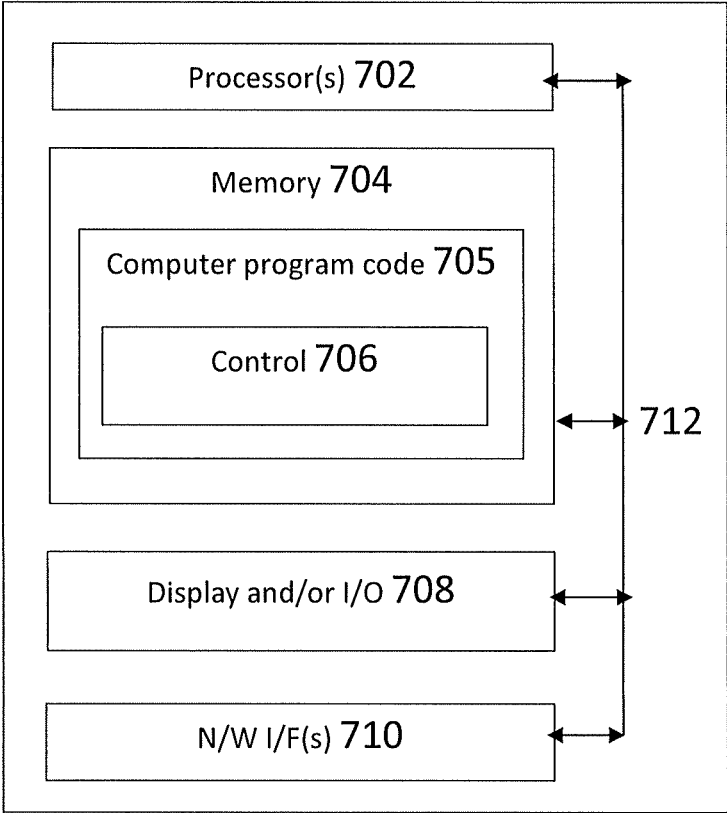 Processor(s) 702
Memory 704
Computer program code 705
Control 706
712
Display and/or I/O 708
N/W I/F(s) 710